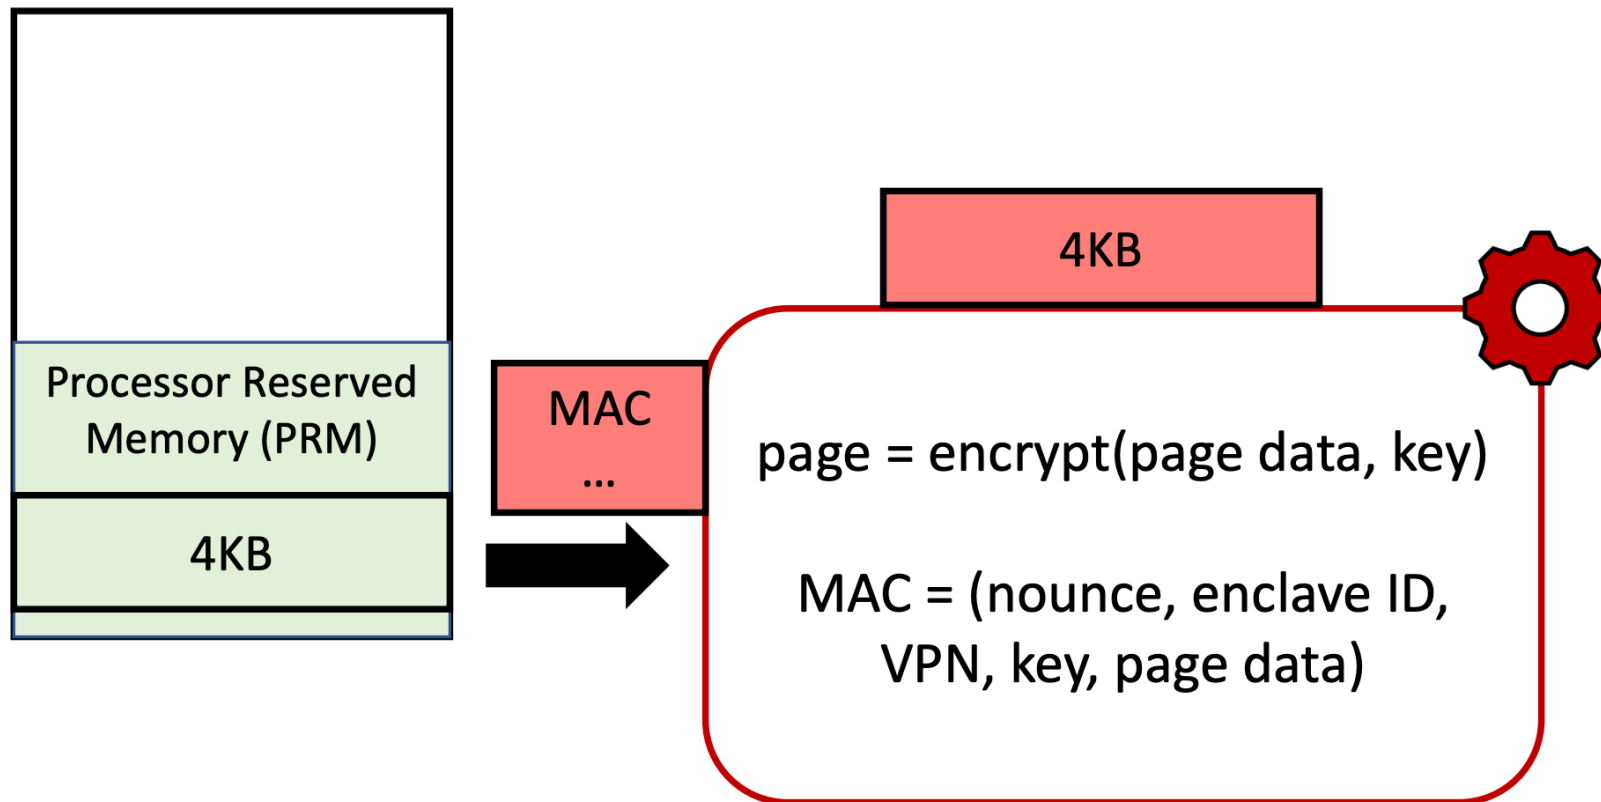 Processor Reserved
Memory (PRM)
4KB
MAC
...
4KB
page = encrypt(page data, key)
MAC = (nounce, enclave ID,
VPN, key, page data)